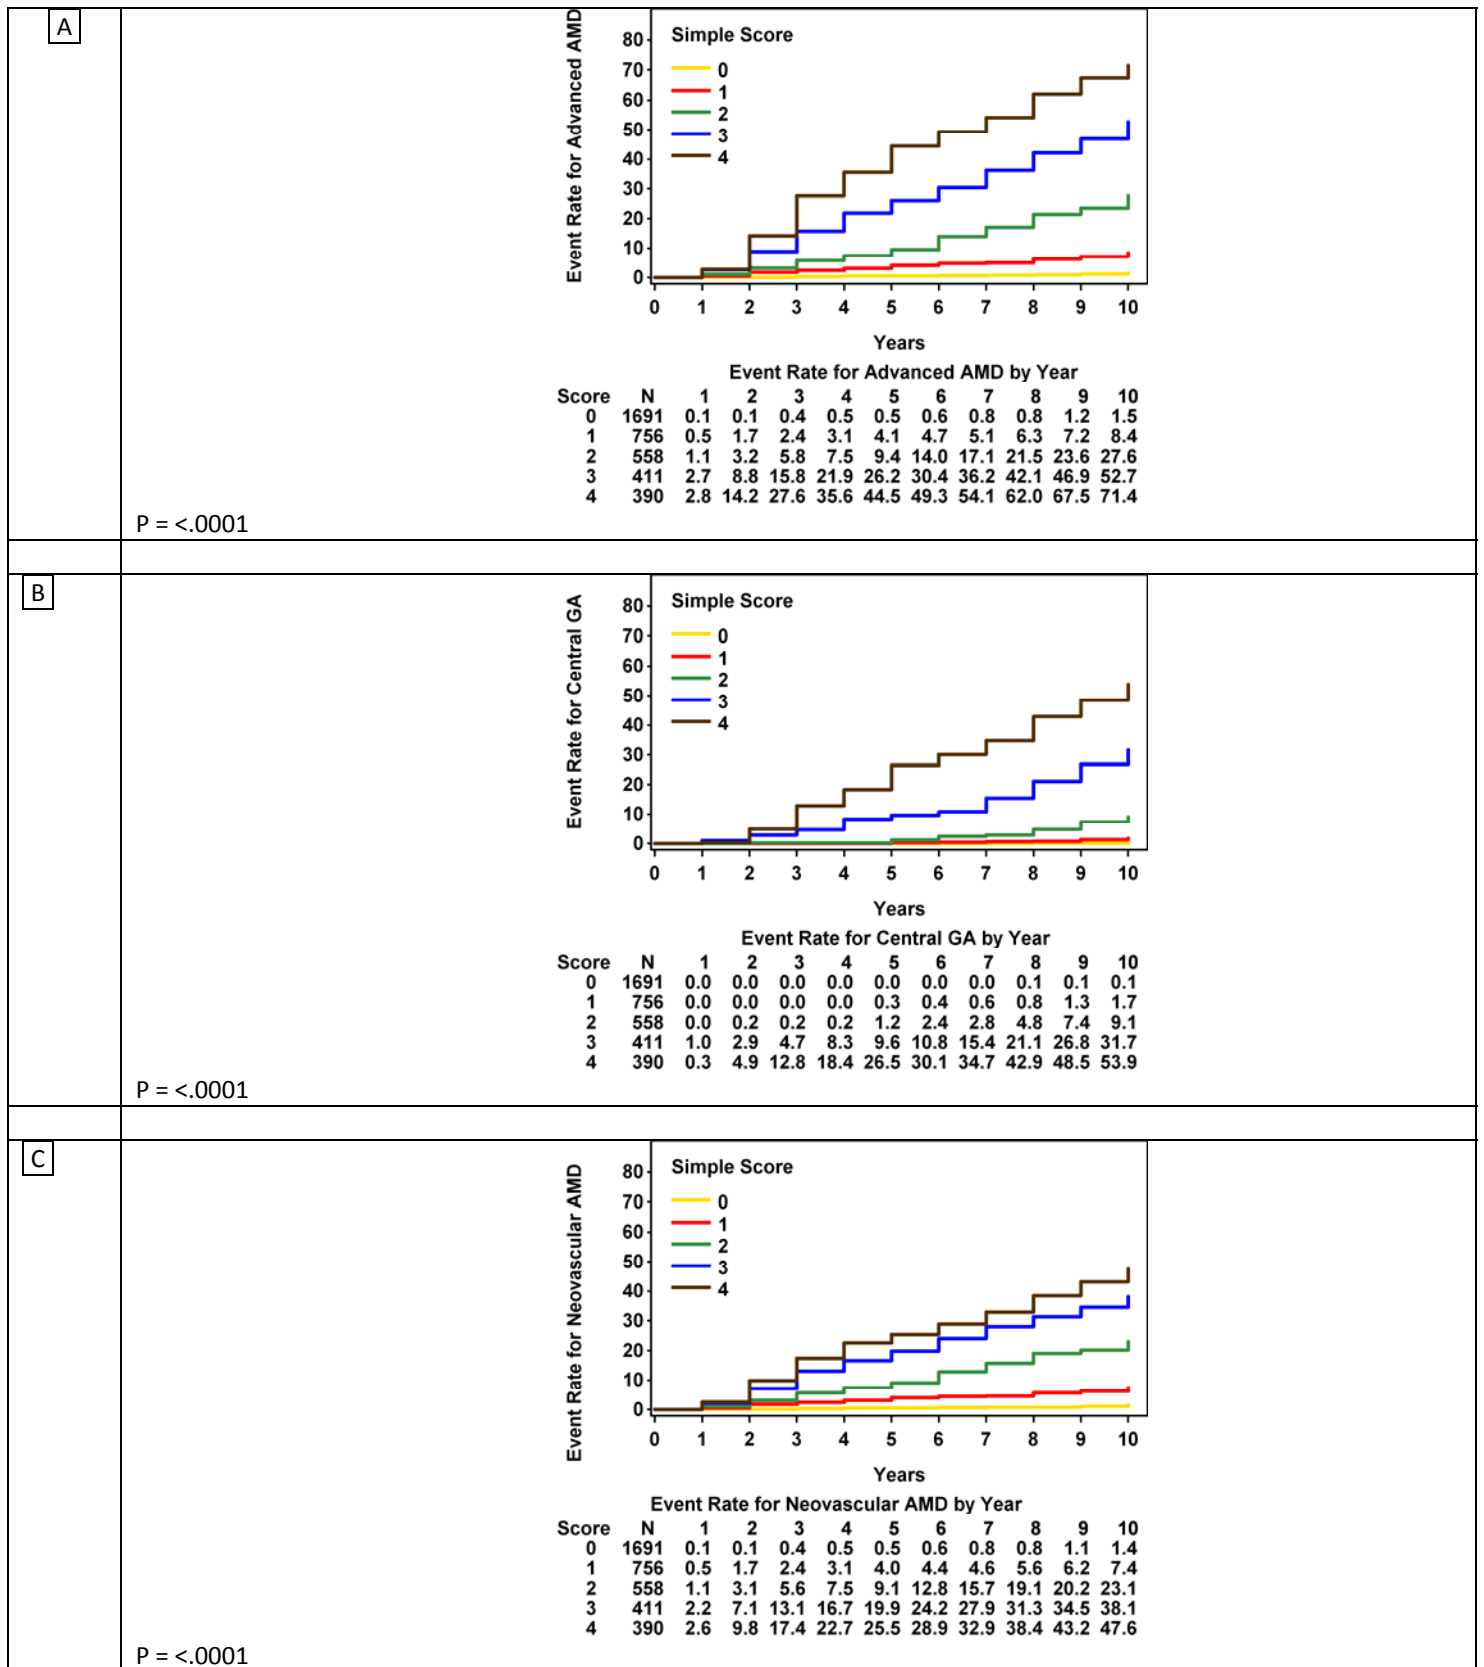 A
Event Rate for Advanced AMD
80
70
60
50
40
30
20
10
0
Simple Score
0
1
2
3
4
0 1 2 3 4 5 6 7 8 9 10
Years
Event Rate for Advanced AMD by Year
Score N 1 2 3 4 5 6 7 8 9 10
0 1691 0.1 0.1 0.4 0.5 0.5 0.6 0.8 0.8 1.2 1.5
1 756 0.5 1.7 2.4 3.1 4.1 4.7 5.1 6.3 7.2 8.4
2 558 1.1 3.2 5.8 7.5 9.4 14.0 17.1 21.5 23.6 27.6
3 411 2.7 8.8 15.8 21.9 26.2 30.4 36.2 42.1 46.9 52.7
4 390 2.8 14.2 27.6 35.6 44.5 49.3 54.1 62.0 67.5 71.4
P = <.0001
B
Event Rate for Central GA
80
70
60
50
40
30
20
10
0
Simple Score
0
1
2
3
4
0 1 2 3 4 5 6 7 8 9 10
Years
Event Rate for Central GA by Year
Score N 1 2 3 4 5 6 7 8 9 10
0 1691 0.0 0.0 0.0 0.0 0.0 0.0 0.0 0.1 0.1 0.1
1 756 0.0 0.0 0.0 0.0 0.3 0.4 0.6 0.8 1.3 1.7
2 558 0.0 0.2 0.2 0.2 1.2 2.4 2.8 4.8 7.4 9.1
3 411 1.0 2.9 4.7 8.3 9.6 10.8 15.4 21.1 26.8 31.7
4 390 0.3 4.9 12.8 18.4 26.5 30.1 34.7 42.9 48.5 53.9
P = <.0001
C
Event Rate for Neovascular AMD
80
70
60
50
40
30
20
10
0
Simple Score
0
1
2
3
4
0 1 2 3 4 5 6 7 8 9 10
Years
Event Rate for Neovascular AMD by Year
Score N 1 2 3 4 5 6 7 8 9 10
0 1691 0.1 0.1 0.4 0.5 0.5 0.6 0.8 0.8 1.1 1.4
1 756 0.5 1.7 2.4 3.1 4.0 4.4 4.6 5.6 6.2 7.4
2 558 1.1 3.1 5.6 7.5 9.1 12.8 15.7 19.1 20.2 23.1
3 411 2.2 7.1 13.1 16.7 19.9 24.2 27.9 31.3 34.5 38.1
4 390 2.6 9.8 17.4 22.7 25.5 28.9 32.9 38.4 43.2 47.6
P = <.0001